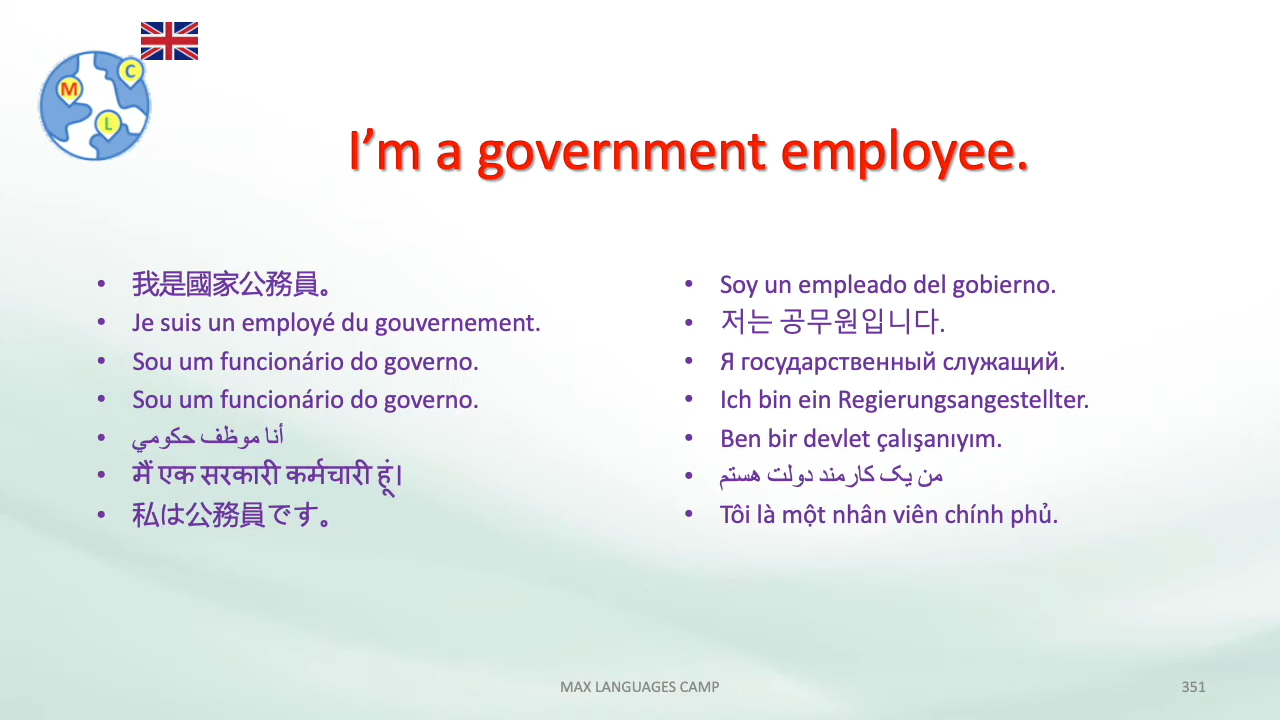 M C L
I’m a government employee.
• 我是國家公務員。
• Je suis un employé du gouvernement.
• Sou um funcionário do governo.
• Sou um funcionário do governo.
• أنا موظف حكومي
• मैं एक सरकारी कर्मचारी हूं।
• 私は公務員です。
• Soy un empleado del gobierno.
• 저는 공무원입니다.
• Я государственный служащий.
• Ich bin ein Regierungsangestellter.
• Ben bir devlet çalışanıyım.
• من یک کارمند دولت هستم
• Tôi là một nhân viên chính phủ.
MAX LANGUAGES CAMP
351